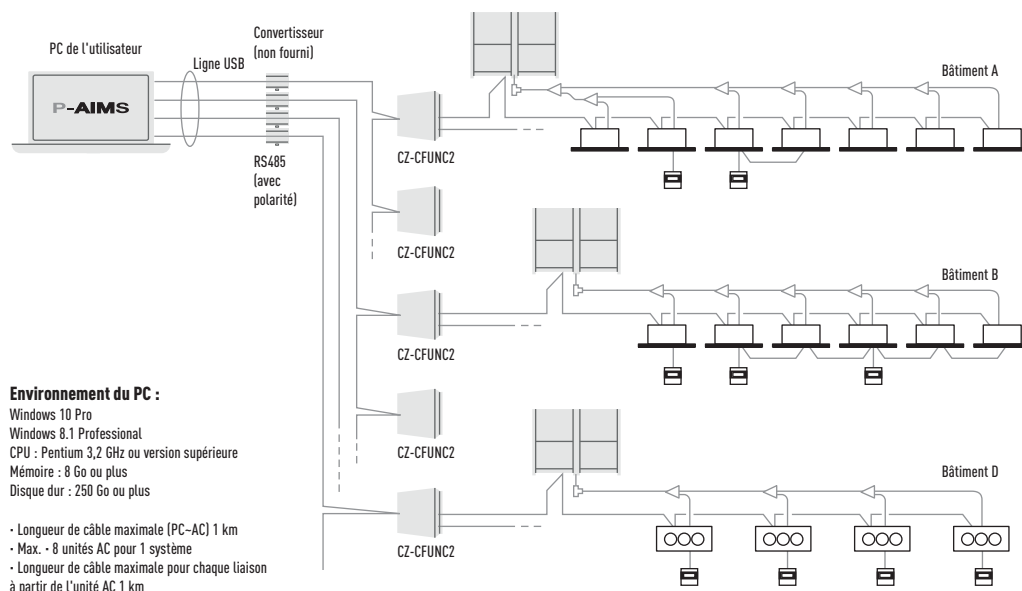 PC de l'utilisateur
P-AIMS
Ligne USB
Convertisseur
(non fourni)
RS485
(avec
polarité)
CZ-CFUNC2
Bâtiment A
CZ-CFUNC2
CZ-CFUNC2
Bâtiment B
CZ-CFUNC2
CZ-CFUNC2
Bâtiment D
Environnement du PC :
Windows 10 Pro
Windows 8.1 Professional
CPU : Pentium 3,2 GHz ou version supérieure
Mémoire : 8 Go ou plus
Disque dur : 250 Go ou plus
· Longueur de câble maximale (PC~AC) 1 km
· Max. · 8 unités AC pour 1 système
· Longueur de câble maximale pour chaque liaison
à partir de l'unité AC 1 km